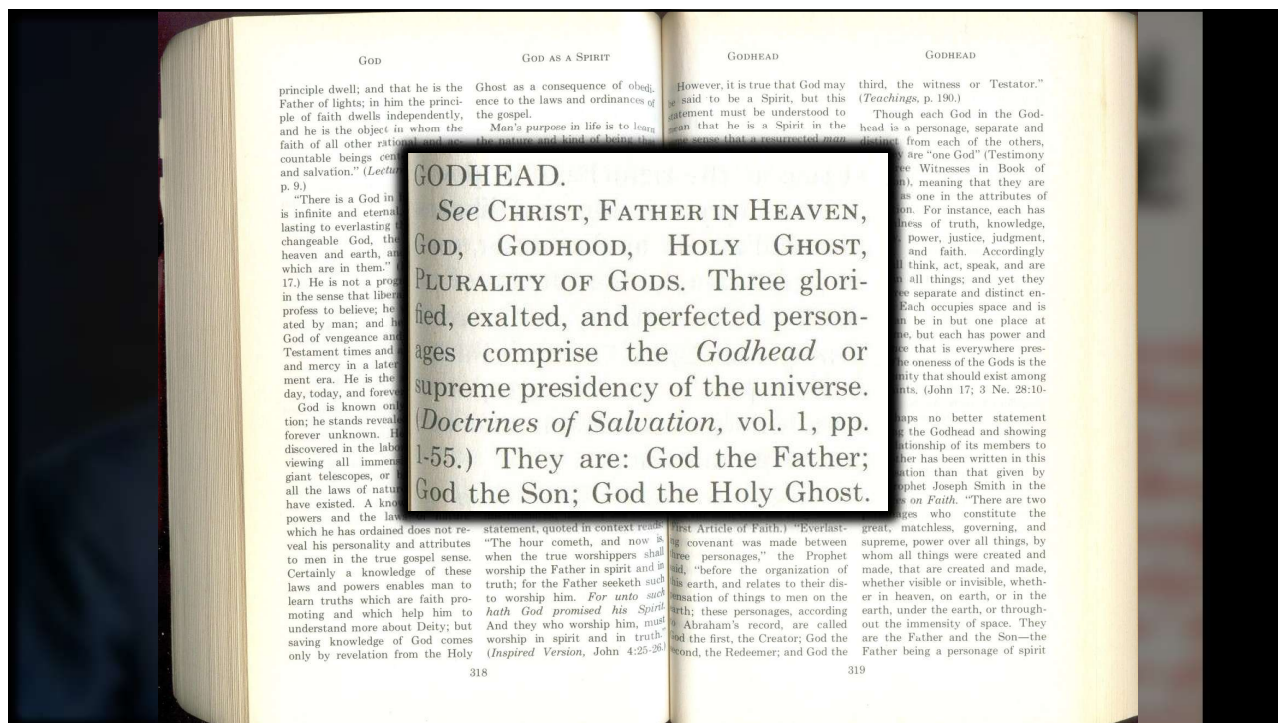 GOD
GOD AS A SPIRIT
principle dwell; and that he is the
Father of lights; in him the princi-
ple of faith dwells independently,
and he is the object in whom the
faith of all other rational and ac-
countable beings
and salvation."
p. 9.)
"There is a God in
is infinite and eternal,
lasting to everlasting
changeable God, the
heaven and earth,
which are in them."
17.) He is not a
in the sense that
profess to believe; he
ated by man; and
God of vengeance and
Testament times and
and mercy in a later
ment era. He is the
day, today, and
God is known
tion; he stands
forever unknown.
discovered in the
viewing all
giant telescopes, or
all the laws of
have existed. A
powers and the
which he has ordained does not re-
veal his personality and attributes
to men in the true gospel sense.
Certainly a knowledge of these
laws and powers enables man to
learn truths which are faith pro-
moting and which help him to
understand more about Deity; but
saving knowledge of God comes
only by revelation from the Holy
Ghost as a consequence of obedi-
ence to the laws and ordinances of
the gospel.
Man's purpose in life is to learn
the nature and kind of being
GODHEAD.
See CHRIST, FATHER IN HEAVEN,
GOD, GODHOOD, HOLY GHOST,
PLURALITY OF GODS. Three glori-
fied, exalted, and perfected person-
ages comprise the Godhead or
supreme presidency of the universe.
(Doctrines of Salvation, vol. 1, pp.
1-55.) They are: God the Father;
God the Son; God the Holy Ghost.
statement, quoted in context reads
"The hour cometh, and now is,
when the true worshippers shall
worship the Father in spirit and in
truth; for the Father seeketh such
to worship him. For unto such
hath God promised his Spirit.
And they who worship him, must
worship in spirit and in truth."
(Inspired Version, John 4:25-26.)
318
GODHEAD
GODHEAD
However, it is true that God may
be said to be a Spirit, but this
statement must be understood to
mean that he is a Spirit in the
same sense that a resurrected man
First Article of Faith.) "Everlast-
ing covenant was made between
three personages," the Prophet
said, "before the organization of
this earth, and relates to their dis-
pensation of things to men on the
earth; these personages, according
to Abraham's record, are called
God the first, the Creator; God the
second, the Redeemer; and God the
third, the witness or Testator."
(Teachings, p. 190.)
Though each God in the God-
head is a personage, separate and
distinct from each of the others,
are "one God" (Testimony
Witnesses in Book of
meaning that they are
as one in the attributes of
For instance, each has
of truth, knowledge,
power, justice, judgment,
and faith. Accordingly
think, act, speak, and are
all things; and yet they
separate and distinct en-
Each occupies space and is
be in but one place at
but each has power and
that is everywhere pres-
oneness of the Gods is the
that should exist among
(John 17; 3 Ne. 28:10-
no better statement
the Godhead and showing
of its members to
has been written in this
than that given by
Joseph Smith in the
on Faith. "There are two
who constitute the
great, matchless, governing, and
supreme, power over all things, by
whom all things were created and
made, that are created and made,
whether visible or invisible, wheth-
er in heaven, on earth, or in the
earth, under the earth, or through-
out the immensity of space. They
are the Father and the Son—the
Father being a personage of spirit
319